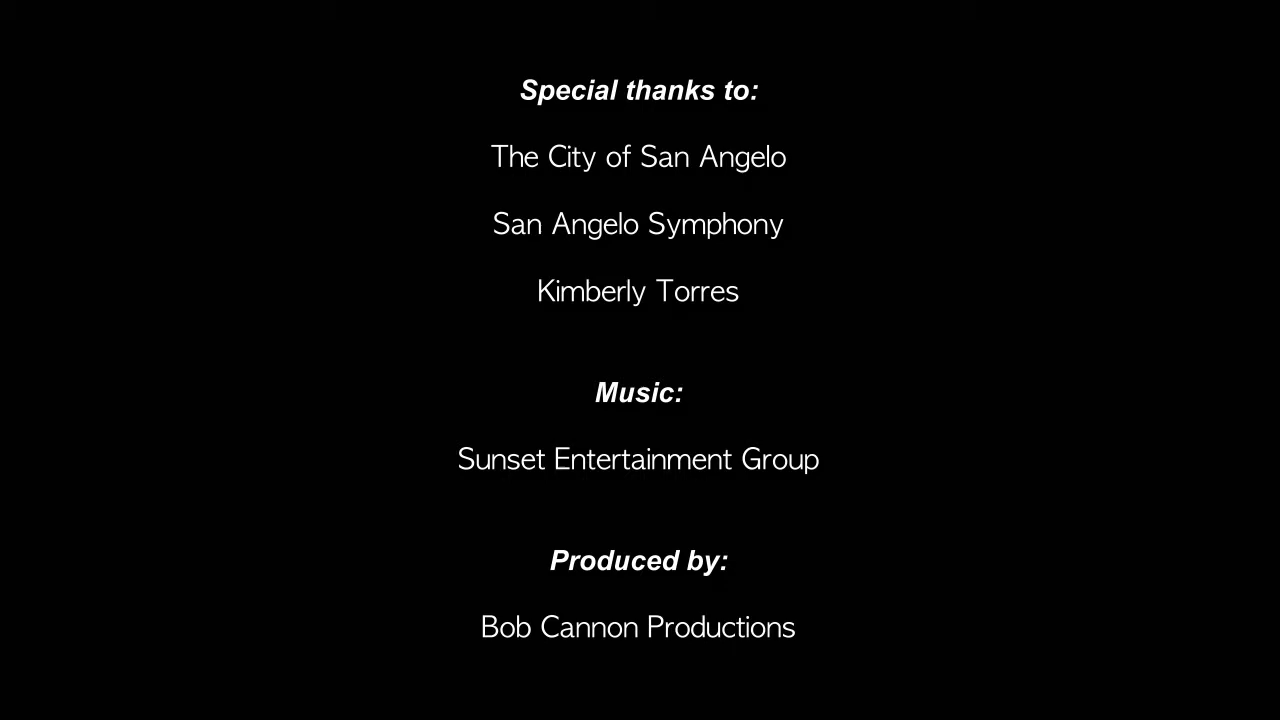 Special thanks to:
The City of San Angelo
San Angelo Symphony
Kimberly Torres
Music:
Sunset Entertainment Group
Produced by:
Bob Cannon Productions